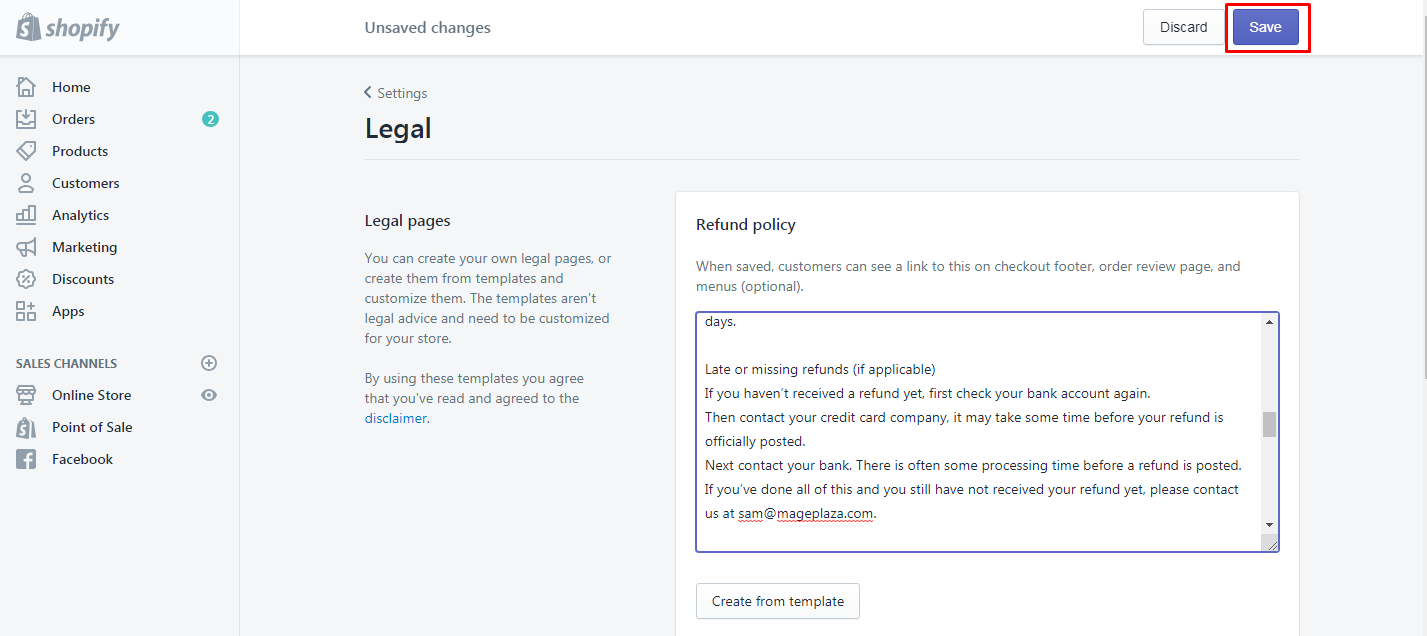 shopify
Unsaved changes
Discard
Save
Home
Orders
2
Products
Customers
Analytics
Marketing
Discounts
Apps
SALES CHANNELS
Online Store
Point of Sale
Facebook
Settings
Legal
Legal pages
You can create your own legal pages, or
create them from templates and
customize them. The templates aren't
legal advice and need to be customized
for your store.
By using these templates you agree
that you've read and agreed to the
disclaimer.
Refund policy
When saved, customers can see a link to this on checkout footer, order review page, and
menus (optional).
days.
Late or missing refunds (if applicable)
If you haven’t received a refund yet, first check your bank account again.
Then contact your credit card company, it may take some time before your refund is
officially posted.
Next contact your bank. There is often some processing time before a refund is posted.
If you’ve done all of this and you still have not received your refund yet, please contact
us at sam@mageplaza.com.
Create from template